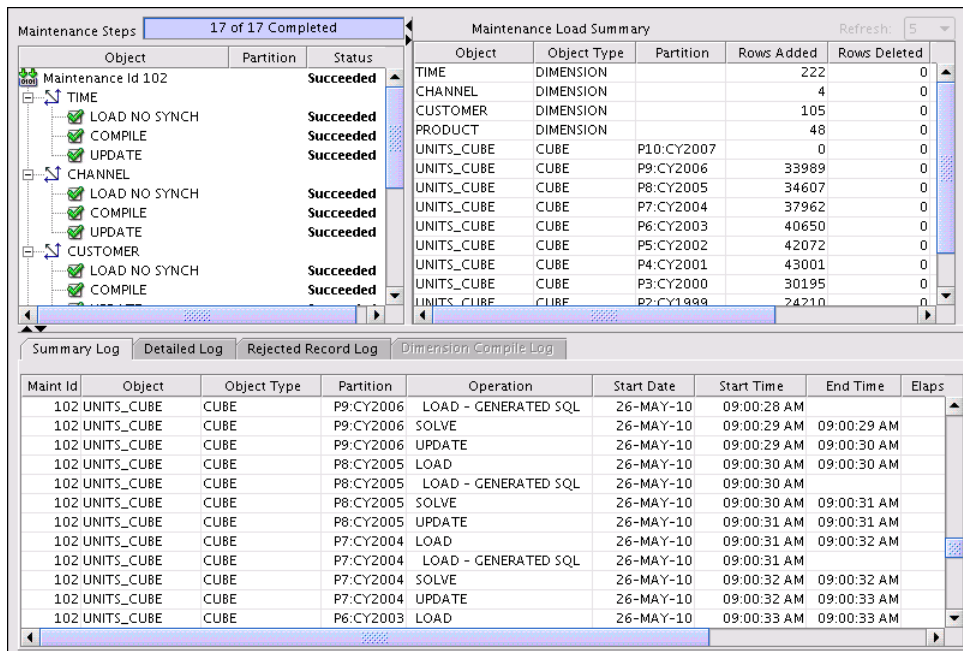 Maintenance Steps 17 of 17 Completed
Object Partition Status
Maintenance Id 102 Succeeded
TIME
LOAD NO SYNCH Succeeded
COMPILE Succeeded
UPDATE Succeeded
CHANNEL
LOAD NO SYNCH Succeeded
COMPILE Succeeded
UPDATE Succeeded
CUSTOMER
LOAD NO SYNCH Succeeded
COMPILE Succeeded
Maintenance Load Summary Refresh: 5
Object Object Type Partition Rows Added Rows Deleted
TIME DIMENSION 222 0
CHANNEL DIMENSION 4 0
CUSTOMER DIMENSION 105 0
PRODUCT DIMENSION 48 0
UNITS_CUBE CUBE P10:CY2007 0 0
UNITS_CUBE CUBE P9:CY2006 33989 0
UNITS_CUBE CUBE P8:CY2005 34607 0
UNITS_CUBE CUBE P7:CY2004 37962 0
UNITS_CUBE CUBE P6:CY2003 40650 0
UNITS_CUBE CUBE P5:CY2002 42072 0
UNITS_CUBE CUBE P4:CY2001 43001 0
UNITS_CUBE CUBE P3:CY2000 30195 0
UNITS_CUBE CUBE P2:CY1999 24210 0
Summary Log Detailed Log Rejected Record Log Dimension Compile Log
Maint Id Object Object Type Partition Operation Start Date Start Time End Time Elaps
102 UNITS_CUBE CUBE P9:CY2006 LOAD - GENERATED SQL 26-MAY-10 09:00:28 AM
102 UNITS_CUBE CUBE P9:CY2006 SOLVE 26-MAY-10 09:00:29 AM 09:00:29 AM
102 UNITS_CUBE CUBE P9:CY2006 UPDATE 26-MAY-10 09:00:29 AM 09:00:30 AM
102 UNITS_CUBE CUBE P8:CY2005 LOAD 26-MAY-10 09:00:30 AM 09:00:30 AM
102 UNITS_CUBE CUBE P8:CY2005 LOAD - GENERATED SQL 26-MAY-10 09:00:30 AM
102 UNITS_CUBE CUBE P8:CY2005 SOLVE 26-MAY-10 09:00:30 AM 09:00:31 AM
102 UNITS_CUBE CUBE P8:CY2005 UPDATE 26-MAY-10 09:00:31 AM 09:00:31 AM
102 UNITS_CUBE CUBE P7:CY2004 LOAD 26-MAY-10 09:00:31 AM 09:00:32 AM
102 UNITS_CUBE CUBE P7:CY2004 LOAD - GENERATED SQL 26-MAY-10 09:00:31 AM
102 UNITS_CUBE CUBE P7:CY2004 SOLVE 26-MAY-10 09:00:32 AM 09:00:32 AM
102 UNITS_CUBE CUBE P7:CY2004 UPDATE 26-MAY-10 09:00:32 AM 09:00:33 AM
102 UNITS_CUBE CUBE P6:CY2003 LOAD 26-MAY-10 09:00:33 AM 09:00:33 AM